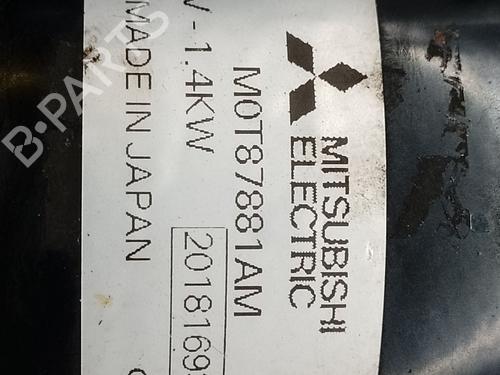 MITSUBISHI
ELECTRIC
M0T87881AM
V-1.4KW
2018169
MADE IN JAPAN
B-PARTS